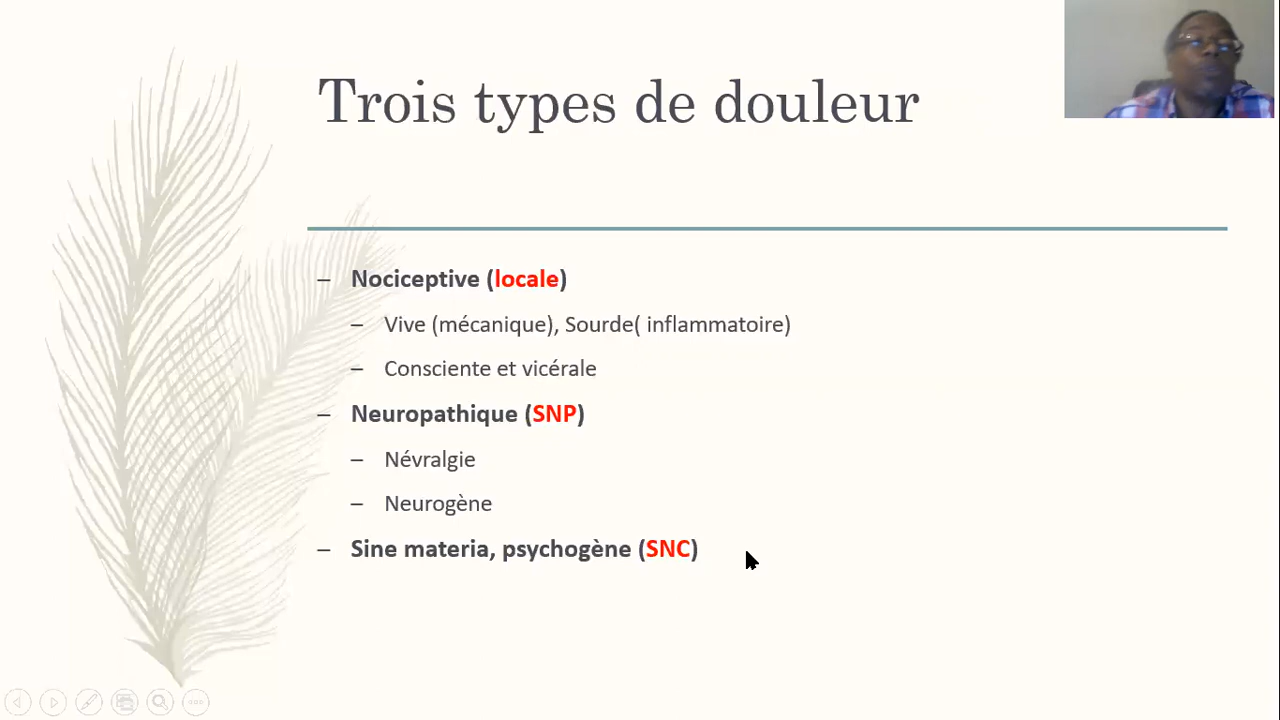 Trois types de douleur
– Nociceptive (locale)
– Vive (mécanique), Sourde( inflammatoire)
– Consciente et vicérale
– Neuropathique (SNP)
– Névralgie
– Neurogène
– Sine materia, psychogène (SNC)